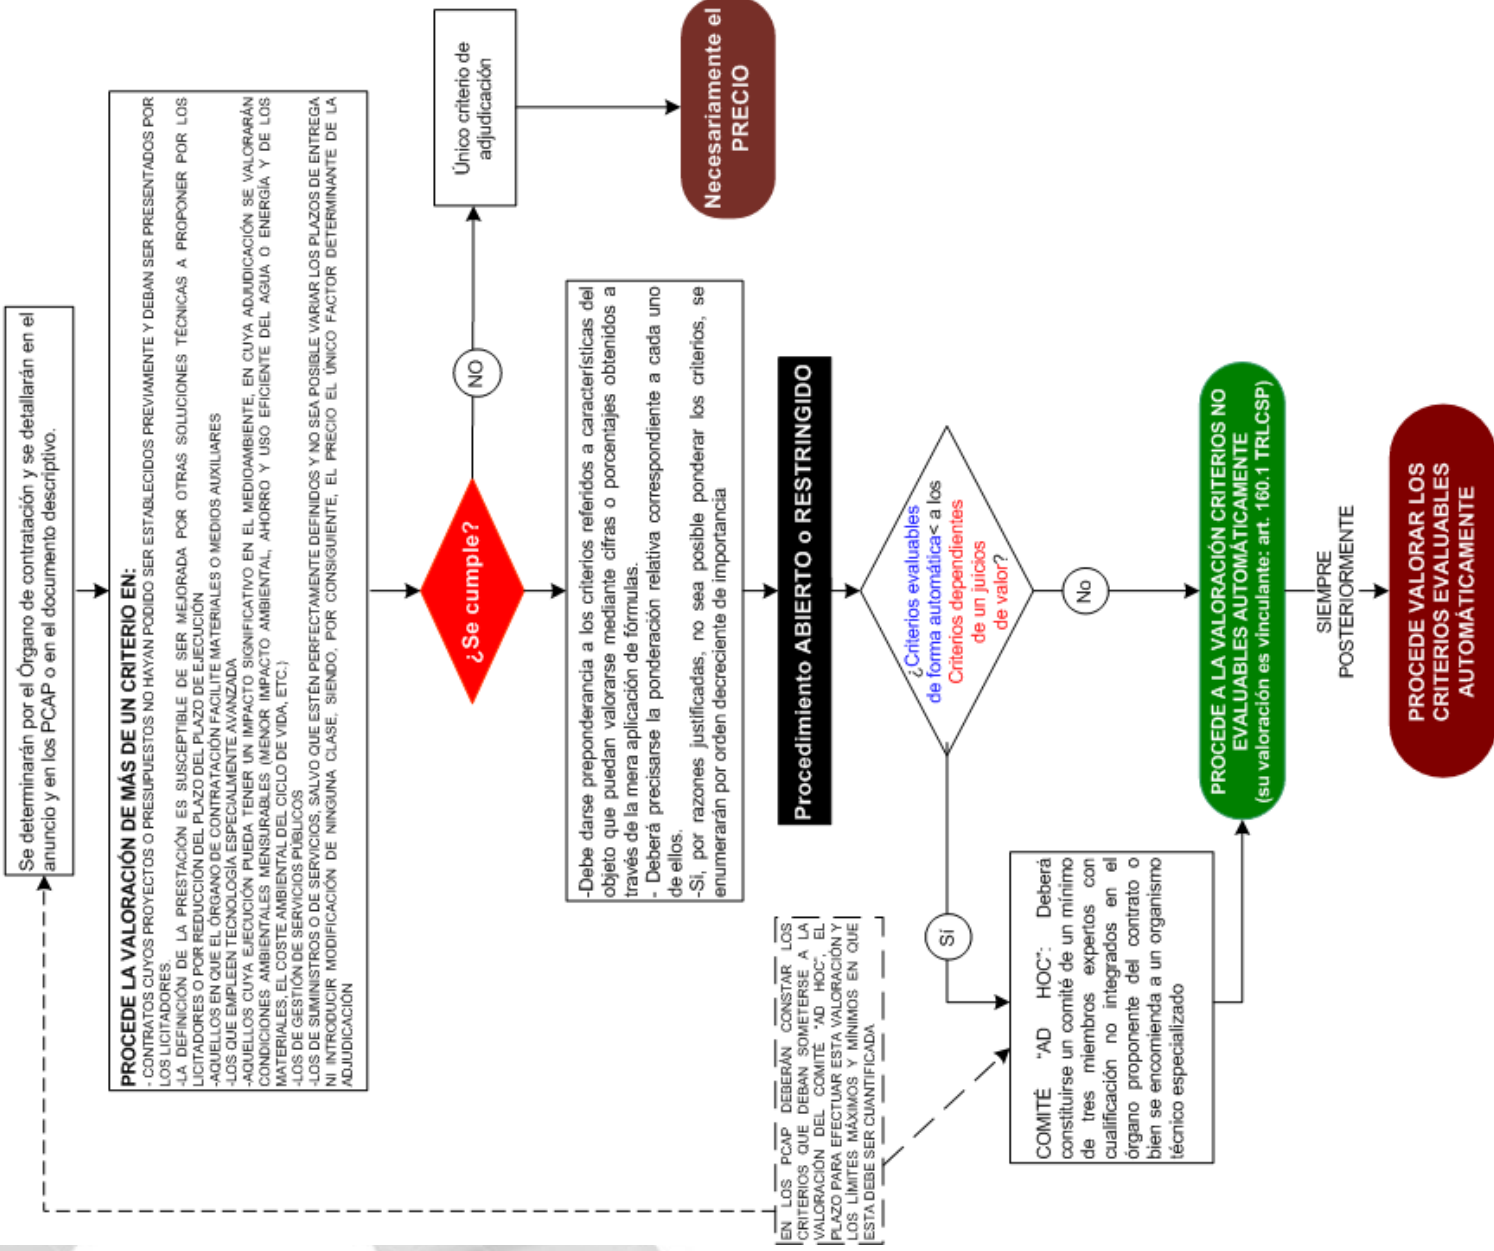 Se determinarán por el Órgano de contratación y se detallarán en el
anuncio y en los PCAP o en el documento descriptivo.
PROCEDE LA VALORACIÓN DE MÁS DE UN CRITERIO EN:
- CONTRATOS CUYOS PROYECTOS O PRESUPUESTOS NO HAYAN PODIDO SER ESTABLECIDOS PREVIAMENTE Y DEBAN SER PRESENTADOS POR
LOS LICITADORES.
-LA DEFINICIÓN DE LA PRESTACIÓN ES SUSCEPTIBLE DE SER MEJORADA POR OTRAS SOLUCIONES TÉCNICAS A PROPONER POR LOS
LICITADORES O POR REDUCCIÓN DEL PLAZO DEL PLAZO DE EJECUCIÓN
-AQUELLOS EN QUE EL ÓRGANO DE CONTRATACIÓN FACILITE MATERIALES O MEDIOS AUXILIARES
-LOS QUE EMPLEEN TECNOLOGÍA ESPECIALMENTE AVANZADA
-AQUELLOS CUYA EJECUCIÓN PUEDA TENER UN IMPACTO SIGNIFICATIVO EN EL MEDIOAMBIENTE, EN CUYA ADJUDICACIÓN SE VALORARÁN
CONDICIONES AMBIENTALES MENSURABLES (MENOR IMPACTO AMBIENTAL, AHORRO Y USO EFICIENTE DEL AGUA O ENERGÍA Y DE LOS
MATERIALES, EL COSTE AMBIENTAL DEL CICLO DE VIDA, ETC.)
-LOS DE GESTIÓN DE SERVICIOS PÚBLICOS
-LOS DE SUMINISTROS O DE SERVICIOS, SALVO QUE ESTÉN PERFECTAMENTE DEFINIDOS Y NO SEA POSIBLE VARIAR LOS PLAZOS DE ENTREGA
NI INTRODUCIR MODIFICACIÓN DE NINGUNA CLASE, SIENDO, POR CONSIGUIENTE, EL PRECIO EL ÚNICO FACTOR DETERMINANTE DE LA
ADJUDICACIÓN
¿Se cumple?
NO
Único criterio de
adjudicación
Necesariamente el
PRECIO
-Debe darse preponderancia a los criterios referidos a características del
objeto que puedan valorarse mediante cifras o porcentajes obtenidos a
través de la mera aplicación de fórmulas.
- Deberá precisarse la ponderación relativa correspondiente a cada uno
de ellos.
-Si, por razones justificadas, no sea posible ponderar los criterios, se
enumerarán por orden decreciente de importancia
Procedimiento ABIERTO o RESTRINGIDO
EN LOS PCAP DEBERÁN CONSTAR LOS
CRITERIOS QUE DEBAN SOMETERSE A LA
VALORACIÓN DEL COMITÉ "AD HOC", EL
PLAZO PARA EFECTUAR ESTA VALORACIÓN Y
LOS LÍMITES MÁXIMOS Y MÍNIMOS EN QUE
ESTA DEBE SER CUANTIFICADA
¿Criterios evaluables
de forma automática< a los
Criterios dependientes
de un juicios
de valor?
Sí
No
COMITÉ "AD HOC": Deberá
constituirse un comité de un mínimo
de tres miembros expertos con
cualificación no integrados en el
órgano proponente del contrato o
bien se encomienda a un organismo
técnico especializado
PROCEDE A LA VALORACIÓN CRITERIOS NO
EVALUABLES AUTOMÁTICAMENTE
(su valoración es vinculante: art. 160.1 TRLCSP)
SIEMPRE
POSTERIORMENTE
PROCEDE VALORAR LOS
CRITERIOS EVALUABLES
AUTOMÁTICAMENTE